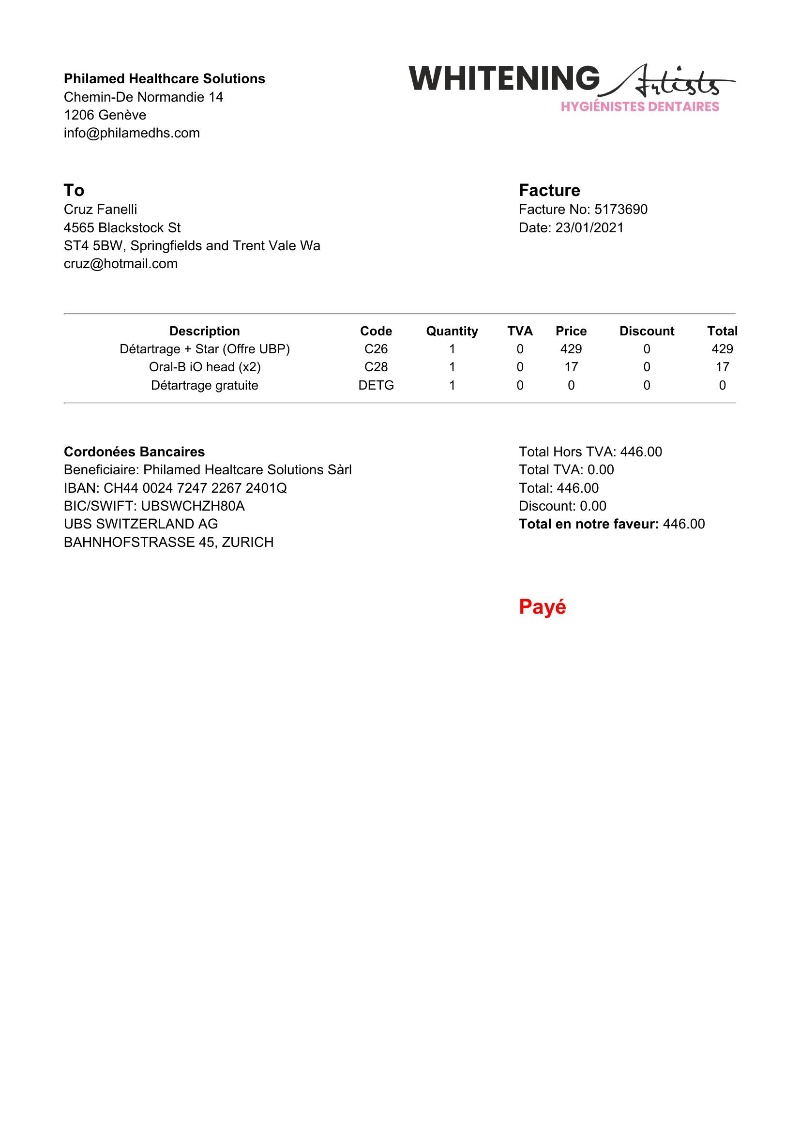 Philamed Healthcare Solutions
Chemin-De Normandie 14
1206 Genève
info@philamedhs.com
WHITENING Artists
HYGIÉNISTES DENTAIRES
To
Cruz Fanelli
4565 Blackstock St
ST4 5BW, Springfields and Trent Vale Wa
cruz@hotmail.com
Facture
Facture No: 5173690
Date: 23/01/2021
Description Code Quantity TVA Price Discount Total
Détartrage + Star (Offre UBP) C26 1 0 429 0 429
Oral-B iO head (x2) C28 1 0 17 0 17
Détartrage gratuite DETG 1 0 0 0 0
Cordonées Bancaires
Beneficiaire: Philamed Healtcare Solutions Sàrl
IBAN: CH44 0024 7247 2267 2401Q
BIC/SWIFT: UBSWCHZH80A
UBS SWITZERLAND AG
BAHNHOFSTRASSE 45, ZURICH
Total Hors TVA: 446.00
Total TVA: 0.00
Total: 446.00
Discount: 0.00
Total en notre faveur: 446.00
Payé